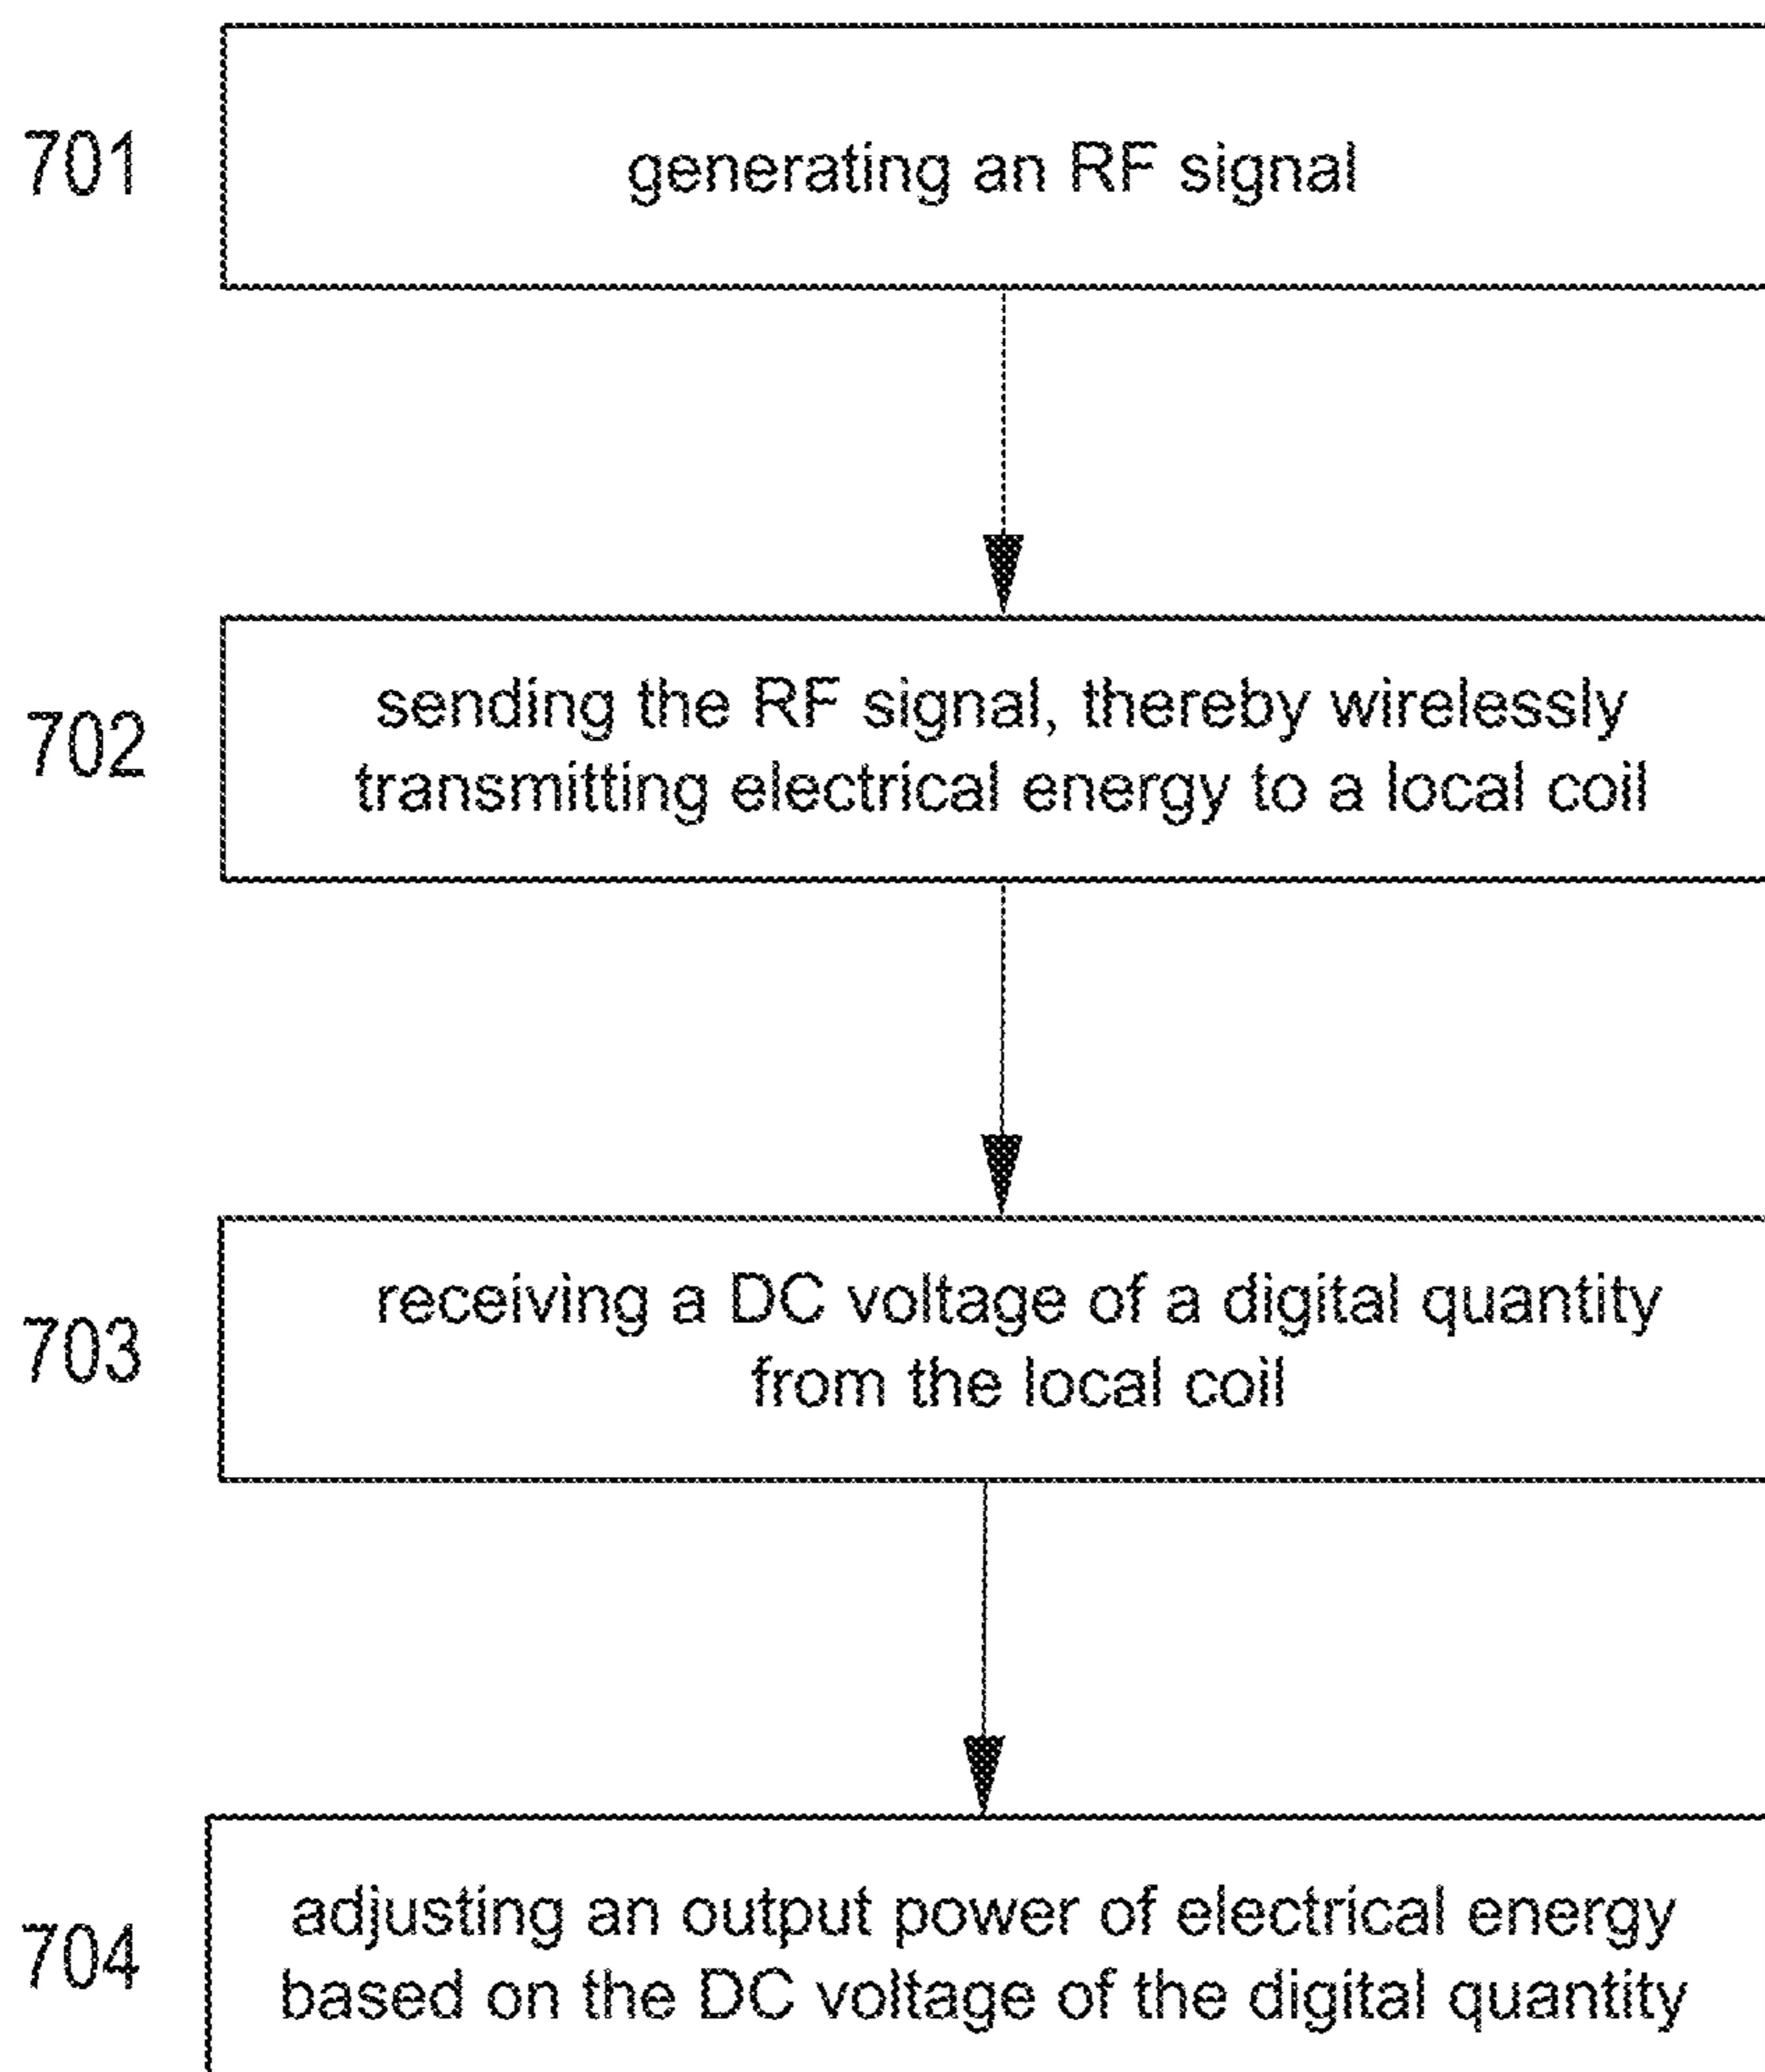 701
generating an RF signal
702
sending the RF signal, thereby wirelessly
transmitting electrical energy to a local coil
703
receiving a DC voltage of a digital quantity
from the local coil
704
adjusting an output power of electrical energy
based on the DC voltage of the digital quantity